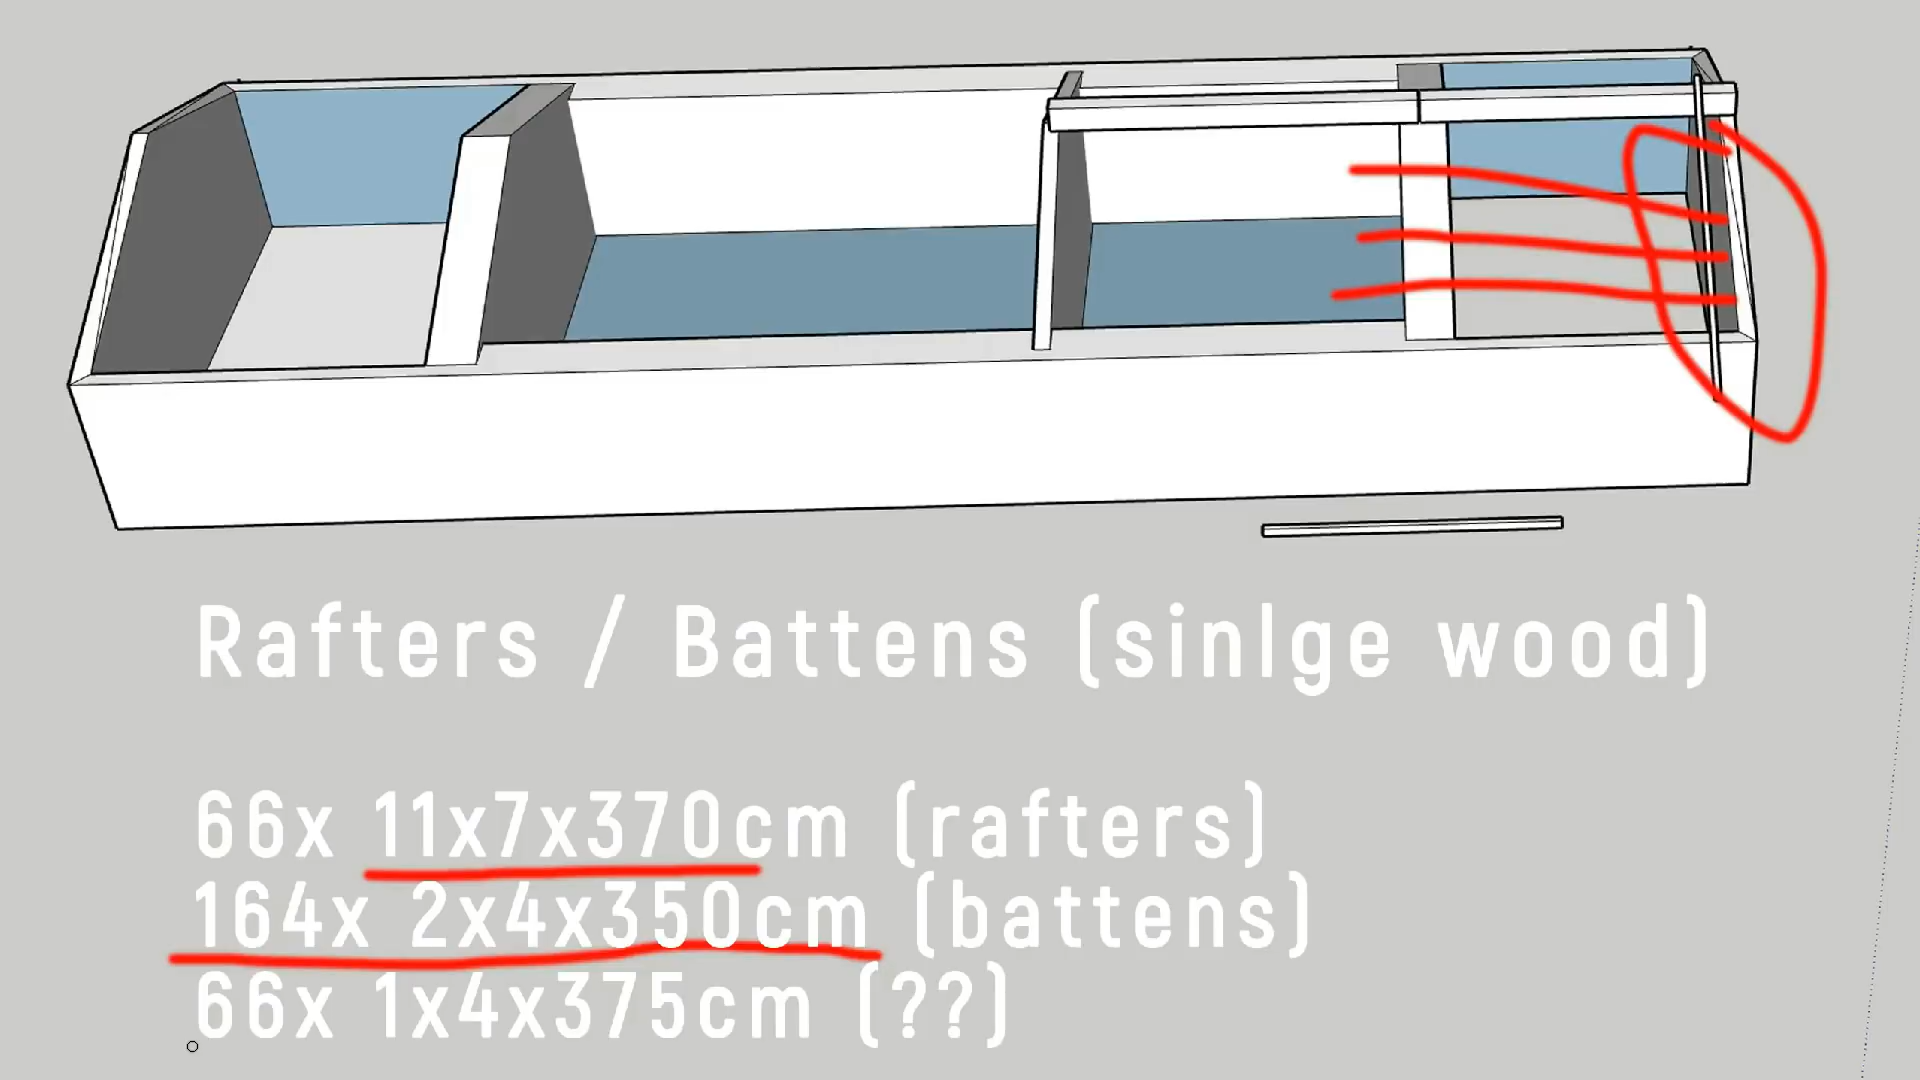 Rafters / Battens (sinlge wood)
66x 11x7x370cm (rafters)
164x 2x4x350cm (battens)
66x 1x4x375cm (??)